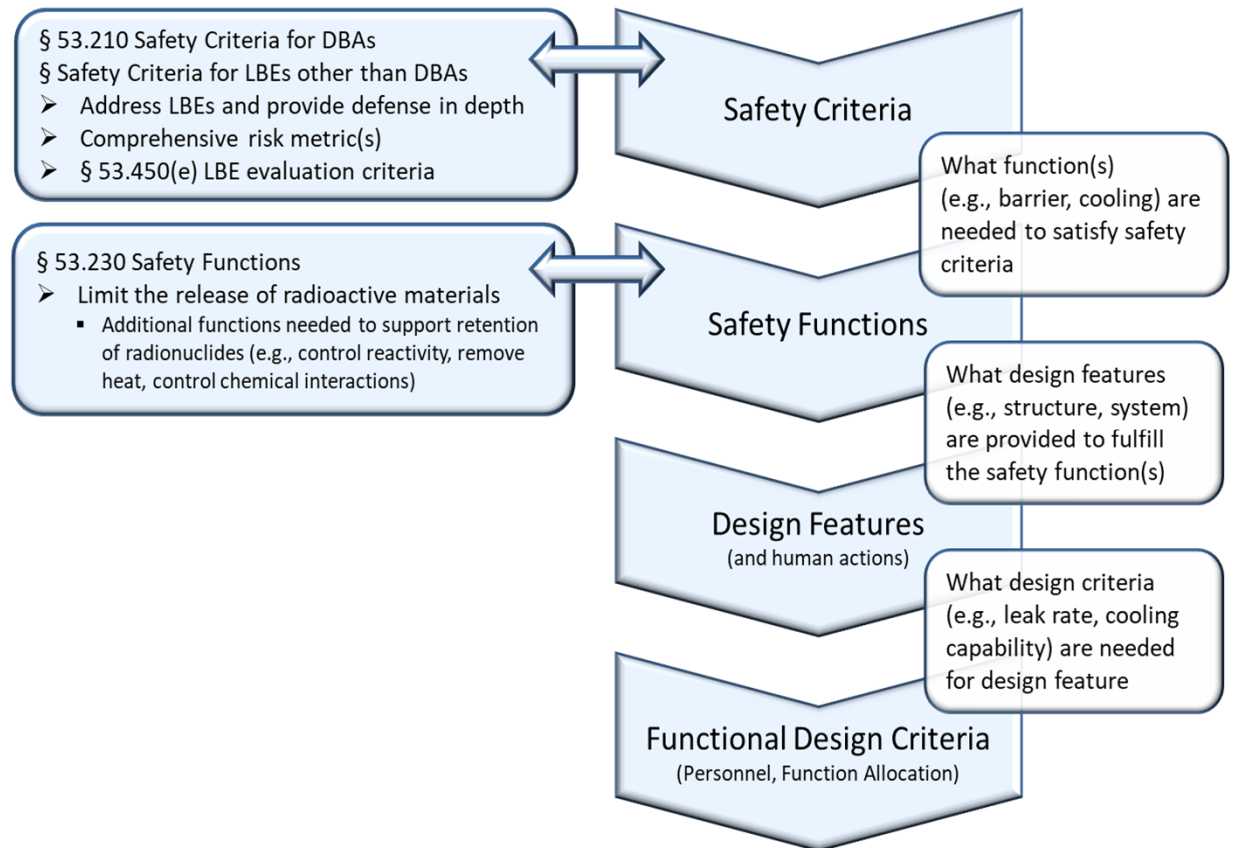 § 53.210 Safety Criteria for DBAs
§ Safety Criteria for LBEs other than DBAs
➢ Address LBEs and provide defense in depth
➢ Comprehensive risk metric(s)
➢ § 53.450(e) LBE evaluation criteria
Safety Criteria
What function(s)
(e.g., barrier, cooling) are
needed to satisfy safety
criteria
§ 53.230 Safety Functions
➢ Limit the release of radioactive materials
▪ Additional functions needed to support retention
of radionuclides (e.g., control reactivity, remove
heat, control chemical interactions)
Safety Functions
What design features
(e.g., structure, system)
are provided to fulfill
the safety function(s)
Design Features
(and human actions)
What design criteria
(e.g., leak rate, cooling
capability) are needed
for design feature
Functional Design Criteria
(Personnel, Function Allocation)